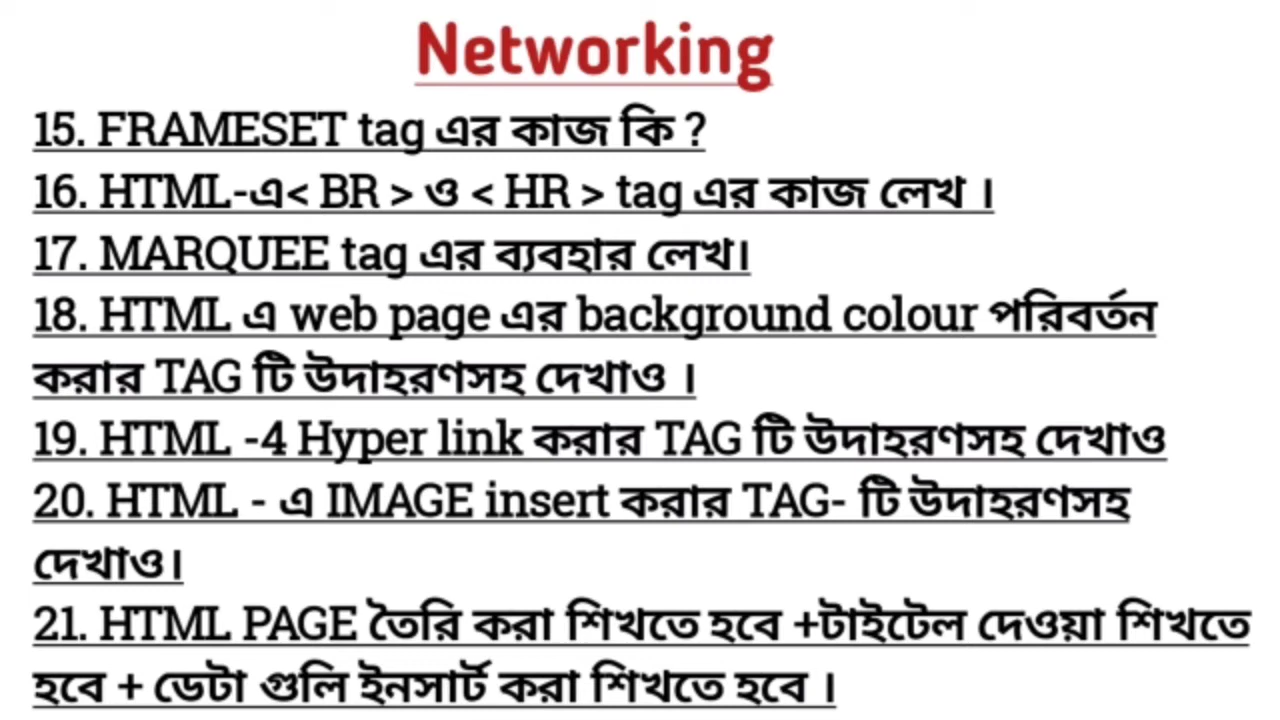 Networking
15. FRAMESET tag এর কাজ কি ?
16. HTML-এ< BR > ও < HR > tag এর কাজ লেখ ।
17. MARQUEE tag এর ব্যবহার লেখ।
18. HTML এ web page এর background colour পরিবর্তন
করার TAG টি উদাহরণসহ দেখাও ।
19. HTML -4 Hyper link করার TAG টি উদাহরণসহ দেখাও
20. HTML - এ IMAGE insert করার TAG- টি উদাহরণসহ
দেখাও।
21. HTML PAGE তৈরি করা শিখতে হবে +টাইটেল দেওয়া শিখতে
হবে + ডেটা গুলি ইনসার্ট করা শিখতে হবে ।